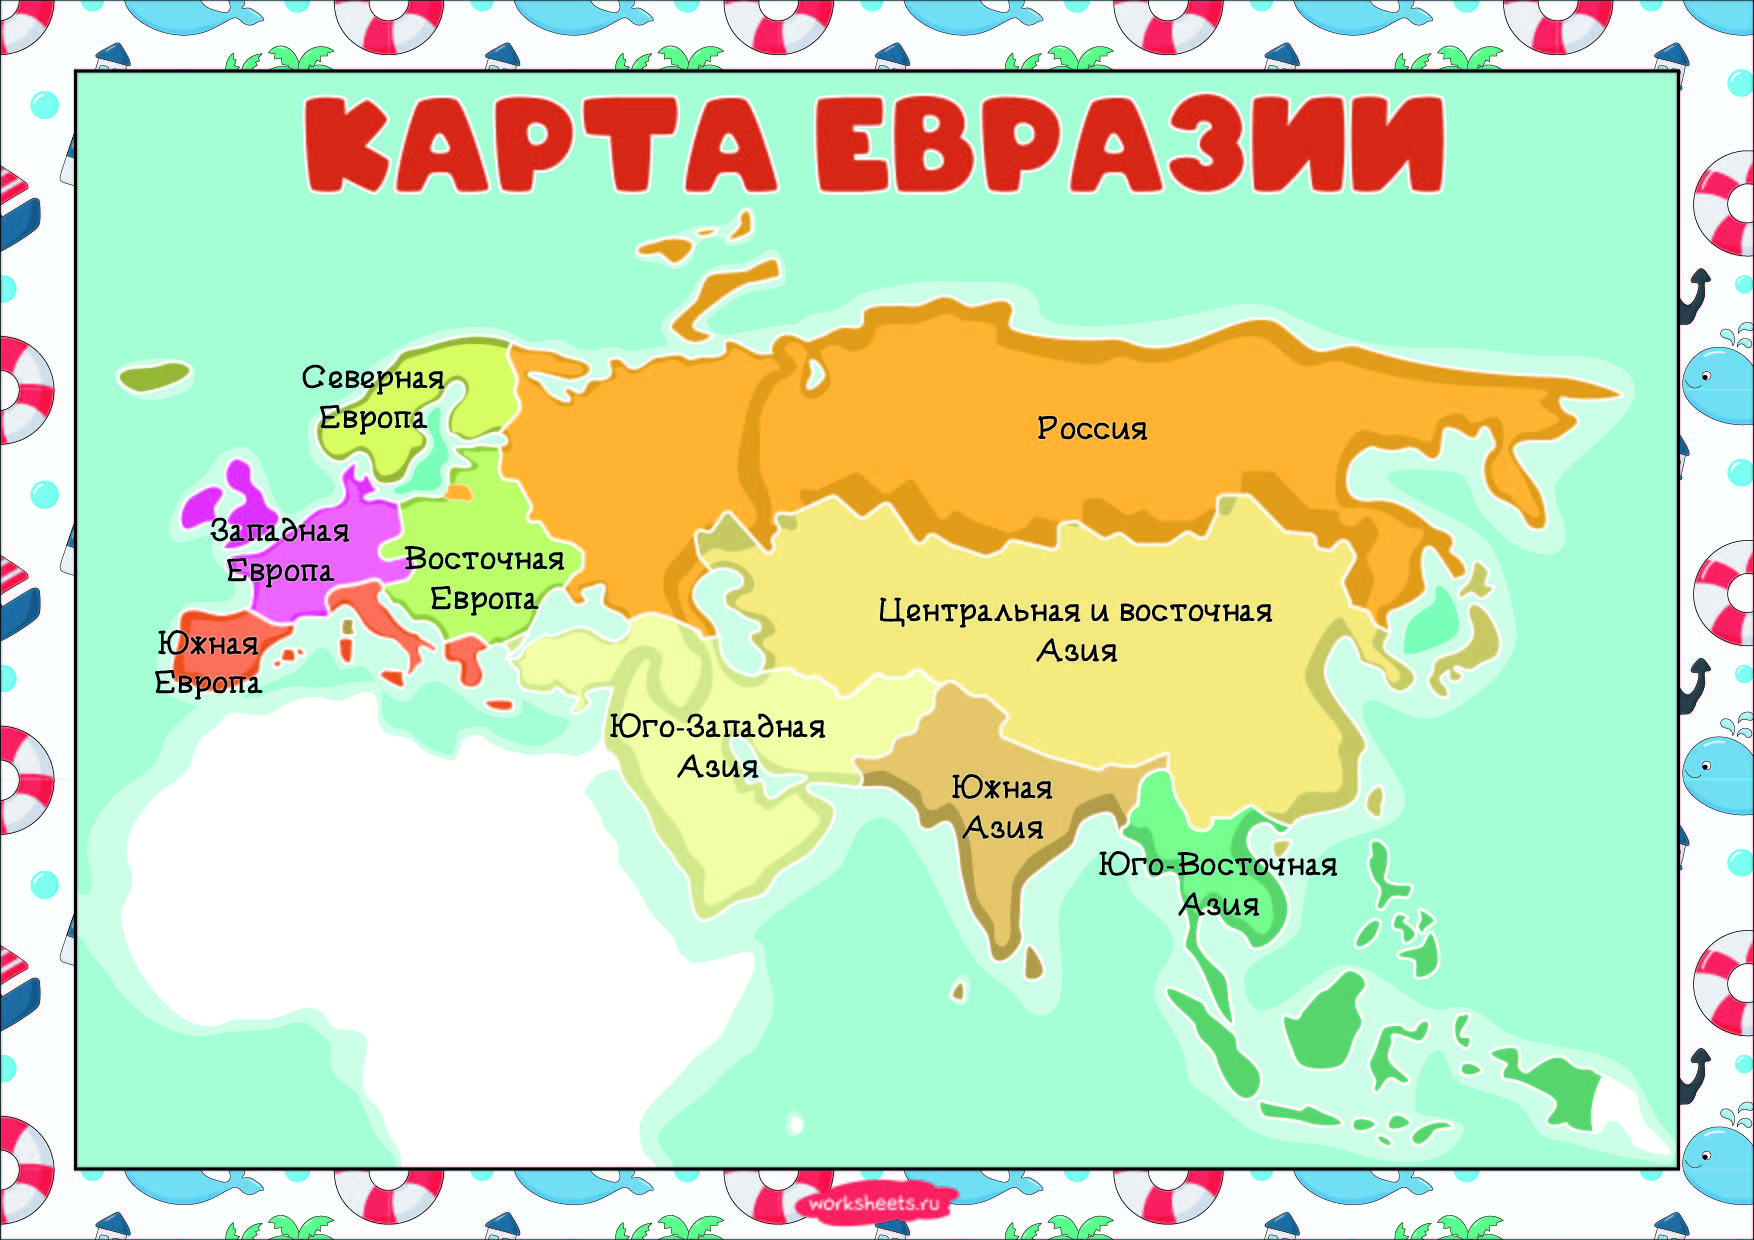 КАРТА ЕВРАЗИИ
Северная
Европа
Россия
Западная
Европа
Восточная
Европа
Центральная и восточная
Азия
Южная
Европа
Юго-Западная
Азия
Южная
Азия
Юго-Восточная
Азия
worksheets.ru